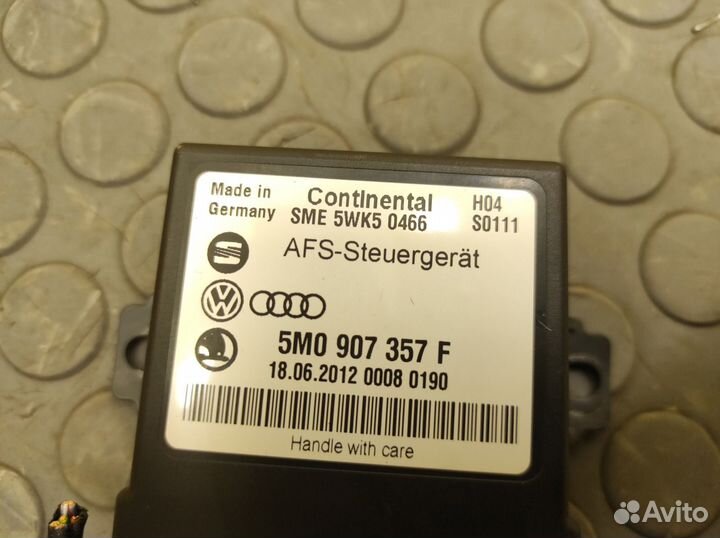 Made in
Germany
Continental
SME 5WK5 0466
H04
S0111
AFS-Steuergerät
5M0 907 357 F
18.06.2012 0008 0190
Handle with care
Avito